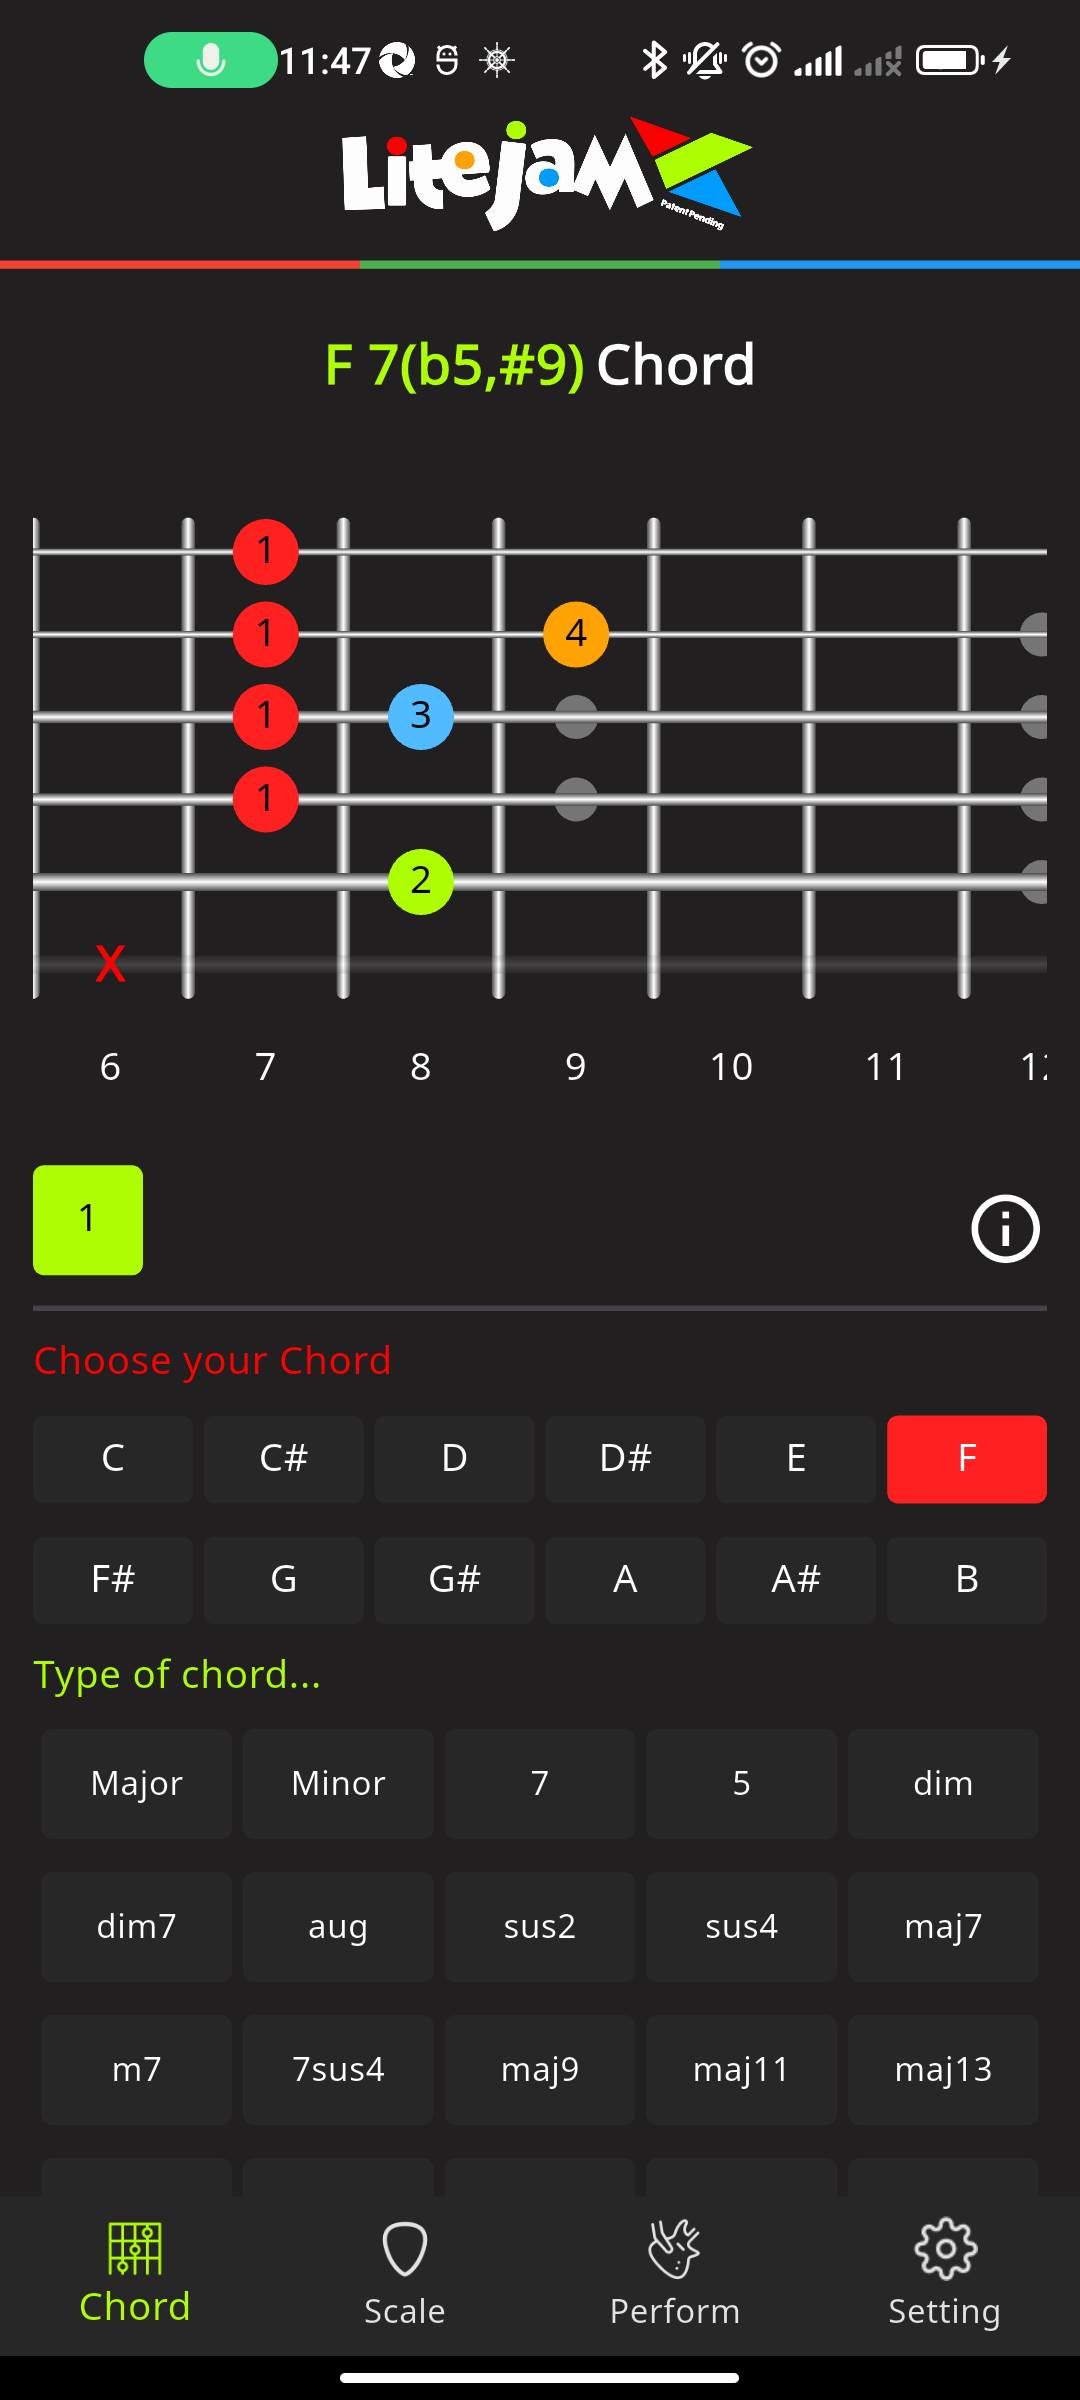 11:47
Litejam
Patent Pending
F 7(b5,#9) Chord
1
1 4
1 3
1
2
X
6 7 8 9 10 11
1
Choose your Chord
C C# D D# E F
F# G G# A A# B
Type of chord...
Major Minor 7 5 dim
dim7 aug sus2 sus4 maj7
m7 7sus4 maj9 maj11 maj13
Chord Scale Perform Setting